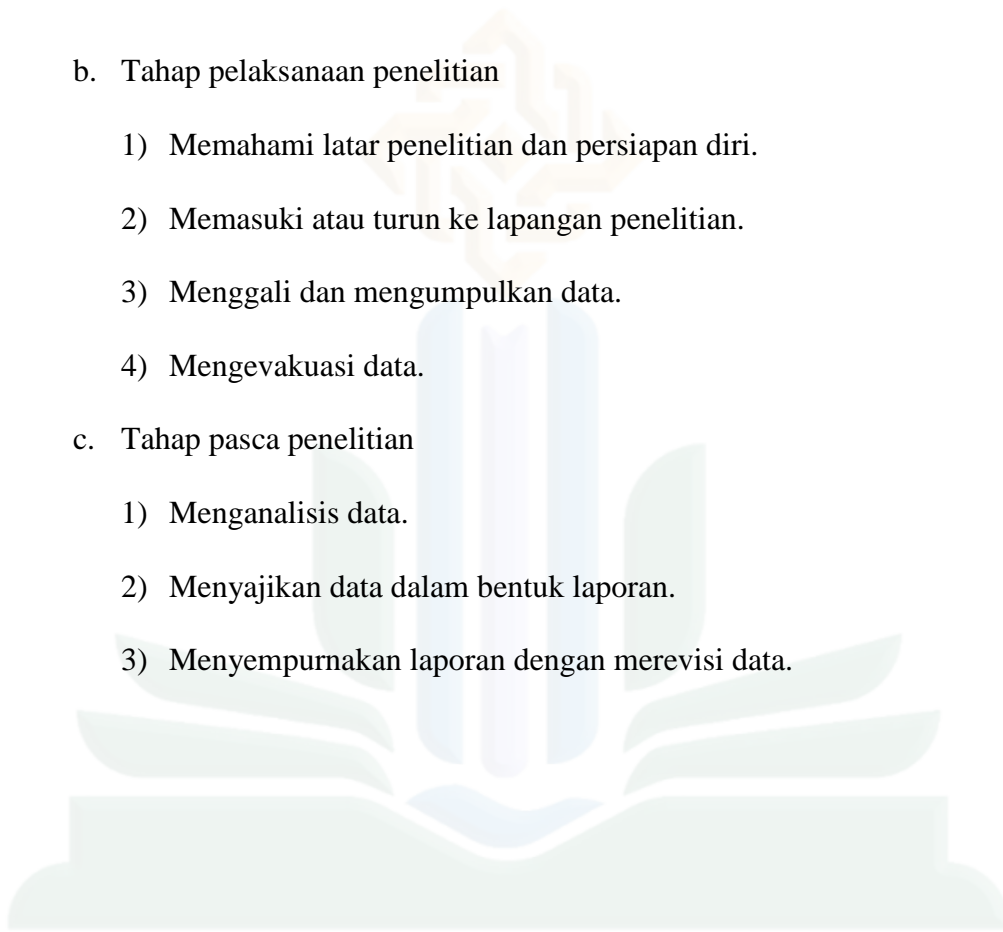 b. Tahap pelaksanaan penelitian
1) Memahami latar penelitian dan persiapan diri.
2) Memasuki atau turun ke lapangan penelitian.
3) Menggali dan mengumpulkan data.
4) Mengevakuasi data.
c. Tahap pasca penelitian
1) Menganalisis data.
2) Menyajikan data dalam bentuk laporan.
3) Menyempurnakan laporan dengan merevisi data.